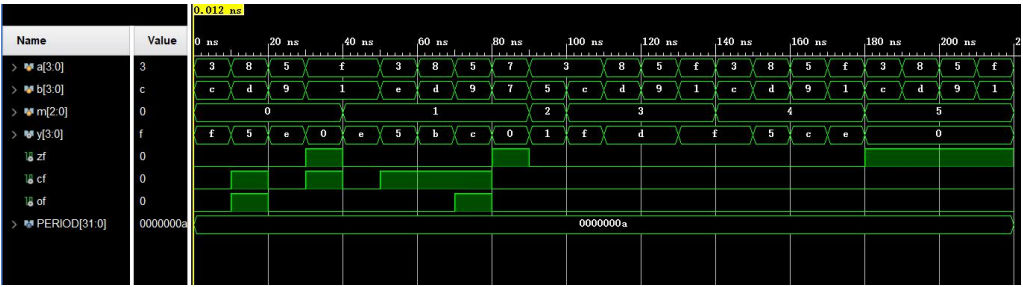 0.012 ns
Name Value 0 ns 20 ns 40 ns 60 ns 80 ns 100 ns 120 ns 140 ns 160 ns 180 ns 200 ns 2
a[3:0] 3 3 8 5 f 3 8 5 7 3 8 5 f 3 8 5 f 3 8 5 f
b[3:0] c c d 9 1 e d 9 7 5 c d 9 1 c d 9 1 c d 9 1
m[2:0] 0 0 1 2 3 4 5
y[3:0] f f 5 e 0 e 5 b c 0 1 f d f 5 c e 0
zf 0
cf 0
of 0
PERIOD[31:0] 0000000a 0000000a